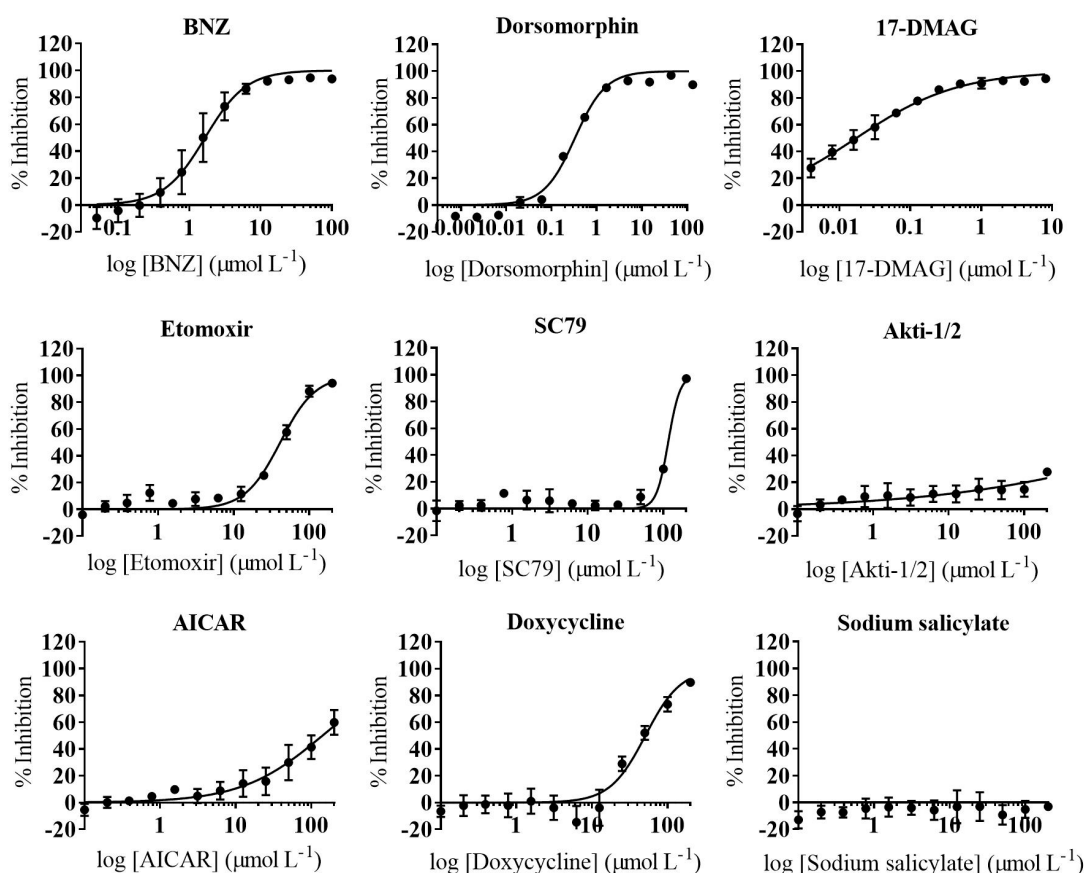 BNZ
120
100
80
60
40
20
0
-20
% Inhibition
0.1 1 10 100
log [BNZ] (μmol L-1)
Dorsomorphin
120
100
80
60
40
20
0
-20
% Inhibition
0.01 0.1 1 10 100
log [Dorsomorphin] (μmol L-1)
17-DMAG
120
100
80
60
40
20
0
-20
% Inhibition
0.01 0.1 1 10
log [17-DMAG] (μmol L-1)
Etomoxir
120
100
80
60
40
20
0
-20
% Inhibition
1 10 100
log [Etomoxir] (μmol L-1)
SC79
120
100
80
60
40
20
0
-20
% Inhibition
1 10 100
log [SC79] (μmol L-1)
Akti-1/2
120
100
80
60
40
20
0
-20
% Inhibition
1 10 100
log [Akti-1/2] (μmol L-1)
AICAR
120
100
80
60
40
20
0
-20
% Inhibition
1 10 100
log [AICAR] (μmol L-1)
Doxycycline
120
100
80
60
40
20
0
-20
% Inhibition
1 10 100
log [Doxycycline] (μmol L-1)
Sodium salicylate
120
100
80
60
40
20
0
-20
% Inhibition
1 10 100
log [Sodium salicylate] (μmol L-1)